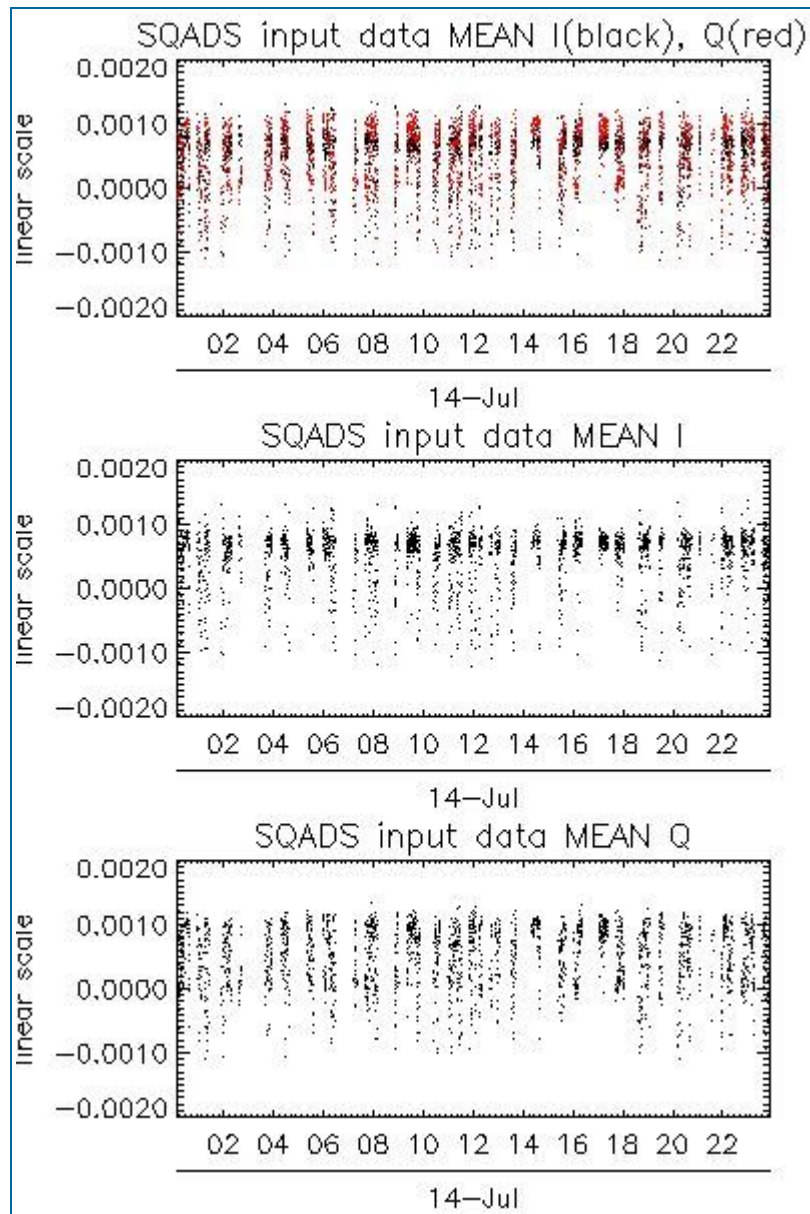 SQADS input data MEAN I(black), Q(red)
linear scale
0.0020
0.0010
0.0000
−0.0010
−0.0020
02 04 06 08 10 12 14 16 18 20 22
14−Jul
SQADS input data MEAN I
linear scale
0.0020
0.0010
0.0000
−0.0010
−0.0020
02 04 06 08 10 12 14 16 18 20 22
14−Jul
SQADS input data MEAN Q
linear scale
0.0020
0.0010
0.0000
−0.0010
−0.0020
02 04 06 08 10 12 14 16 18 20 22
14−Jul